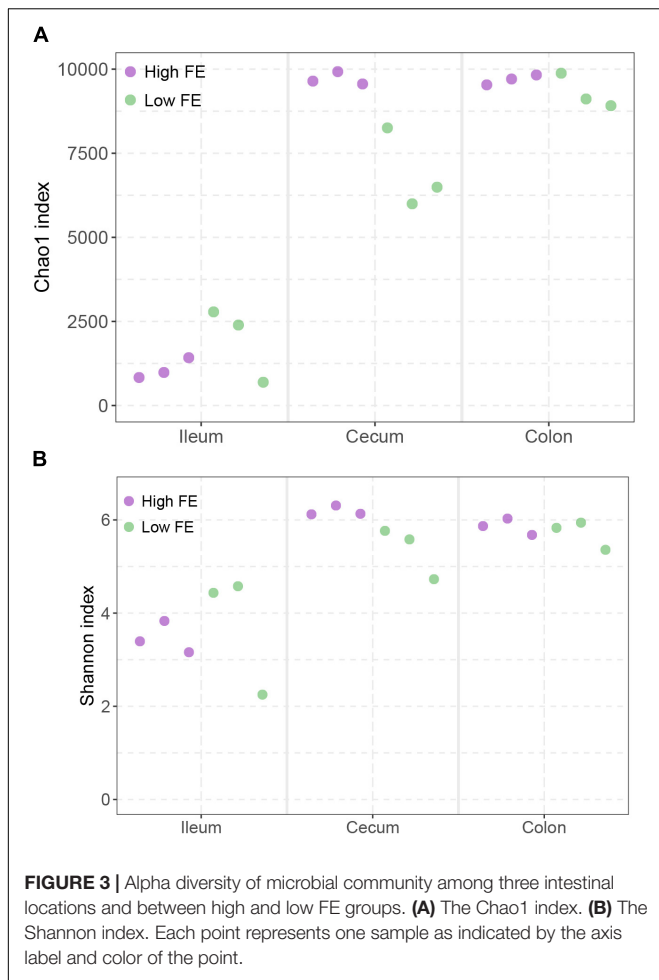 A
Chao1 index
10000
7500
5000
2500
0
High FE
Low FE
Ileum
Cecum
Colon
B
Shannon index
6
4
2
0
High FE
Low FE
Ileum
Cecum
Colon
FIGURE 3 | Alpha diversity of microbial community among three intestinal
locations and between high and low FE groups. (A) The Chao1 index. (B) The
Shannon index. Each point represents one sample as indicated by the axis
label and color of the point.